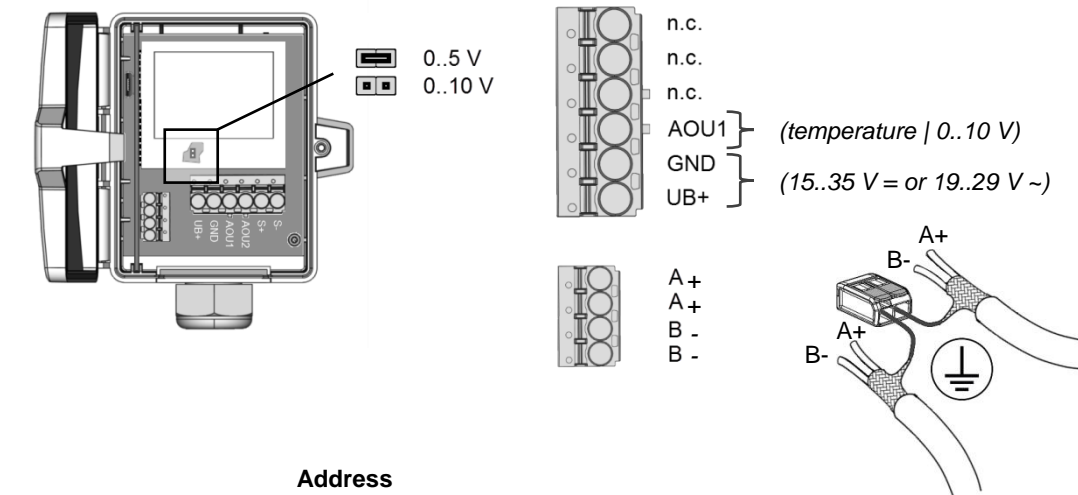 0..5 V
0..10 V
UB+
GND
AOU1
AOU2
S+
S-
n.c.
n.c.
n.c.
AOU1 (temperature | 0..10 V)
GND
UB+
(15..35 V = or 19..29 V ~)
A+
A+
B -
B -
A+
B-
A+
B-
Address